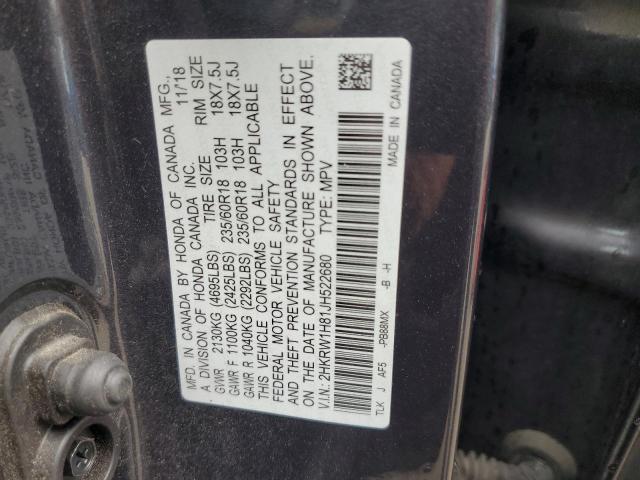 MFD. IN CANADA BY HONDA OF CANADA MFG.,
A DIVISION OF HONDA CANADA INC. 11/18
TIRE SIZE RIM SIZE
GVWR 2130KG (4695LBS)
GAWR F 1100KG (2425LBS) 235/60R18 103H 18X7.5J
GAWR R 1040KG (2292LBS) 235/60R18 103H 18X7.5J
THIS VEHICLE CONFORMS TO ALL APPLICABLE
FEDERAL MOTOR VEHICLE SAFETY
AND THEFT PREVENTION STANDARDS IN EFFECT
ON THE DATE OF MANUFACTURE SHOWN ABOVE.
V.I.N.: 2HKRW1H81JH522680 TYPE: MPV
TLK J AF5 -PB88MX -B -H MADE IN CANADA